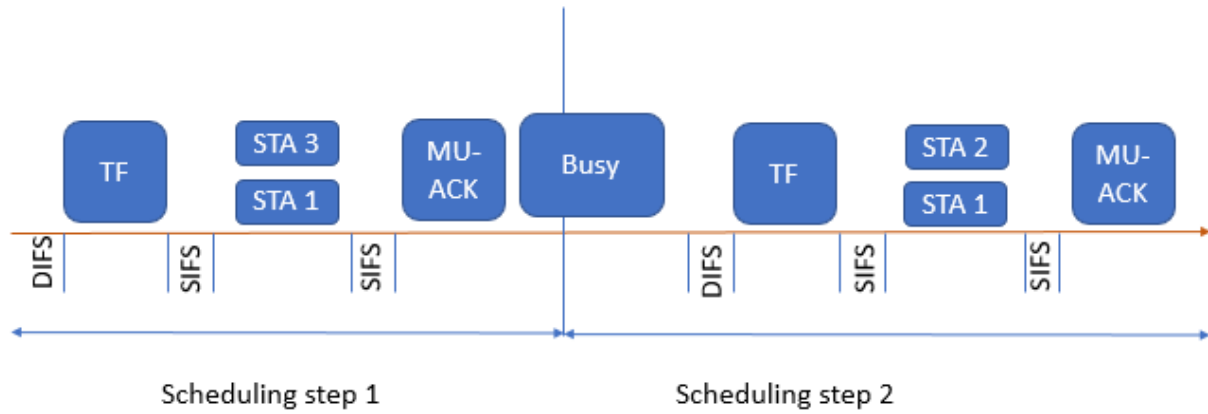 TF
STA 3
STA 1
MU-
ACK
Busy
TF
STA 2
STA 1
MU-
ACK
DIFS
SIFS
SIFS
DIFS
SIFS
SIFS
Scheduling step 1
Scheduling step 2